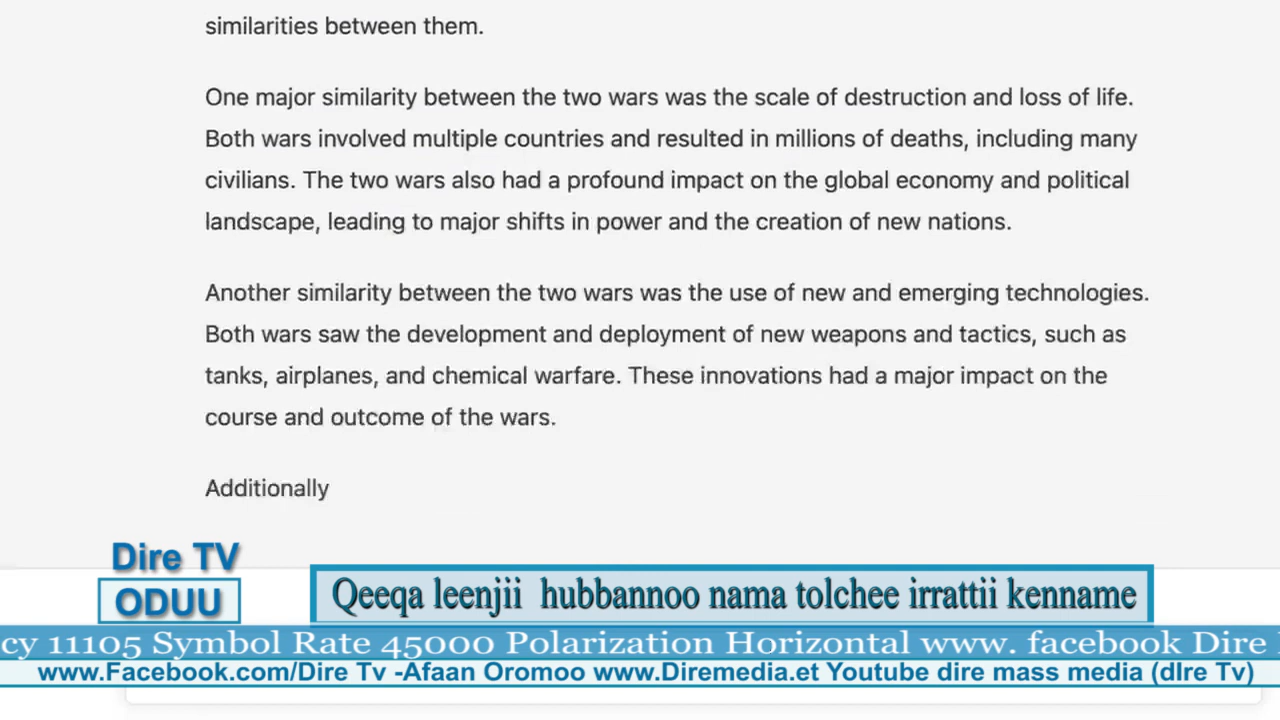 similarities between them.
One major similarity between the two wars was the scale of destruction and loss of life.
Both wars involved multiple countries and resulted in millions of deaths, including many
civilians. The two wars also had a profound impact on the global economy and political
landscape, leading to major shifts in power and the creation of new nations.
Another similarity between the two wars was the use of new and emerging technologies.
Both wars saw the development and deployment of new weapons and tactics, such as
tanks, airplanes, and chemical warfare. These innovations had a major impact on the
course and outcome of the wars.
Additionally
Dire TV
ODUU
Qeeqa leenjii hubbannoo nama tolchee irrattii kenname
cy 11105 Symbol Rate 45000 Polarization Horizontal www. facebook Dire
www.Facebook.com/Dire Tv -Afaan Oromoo www.Diremedia.et Youtube dire mass media (dIre Tv)